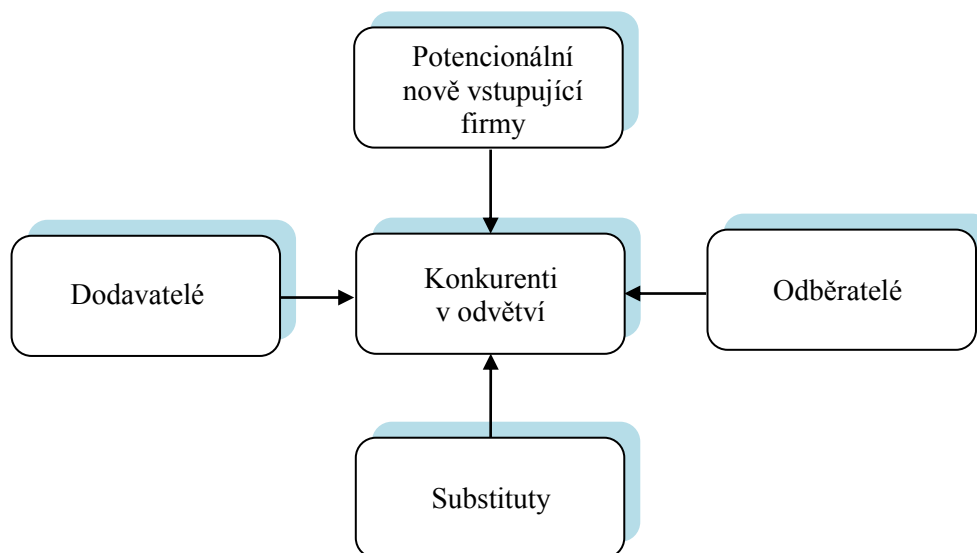 Potencionální
nově vstupující
firmy
Dodavatelé
Konkurenti
v odvětví
Odběratelé
Substituty